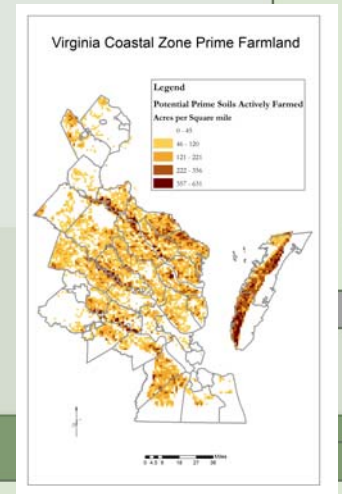 Virginia Coastal Zone Prime Farmland
Legend
Potential Prime Soils Actively Farmed
Acres per Square mile
0 - 45
46 - 120
121 - 221
222 - 356
357 - 631
Miles